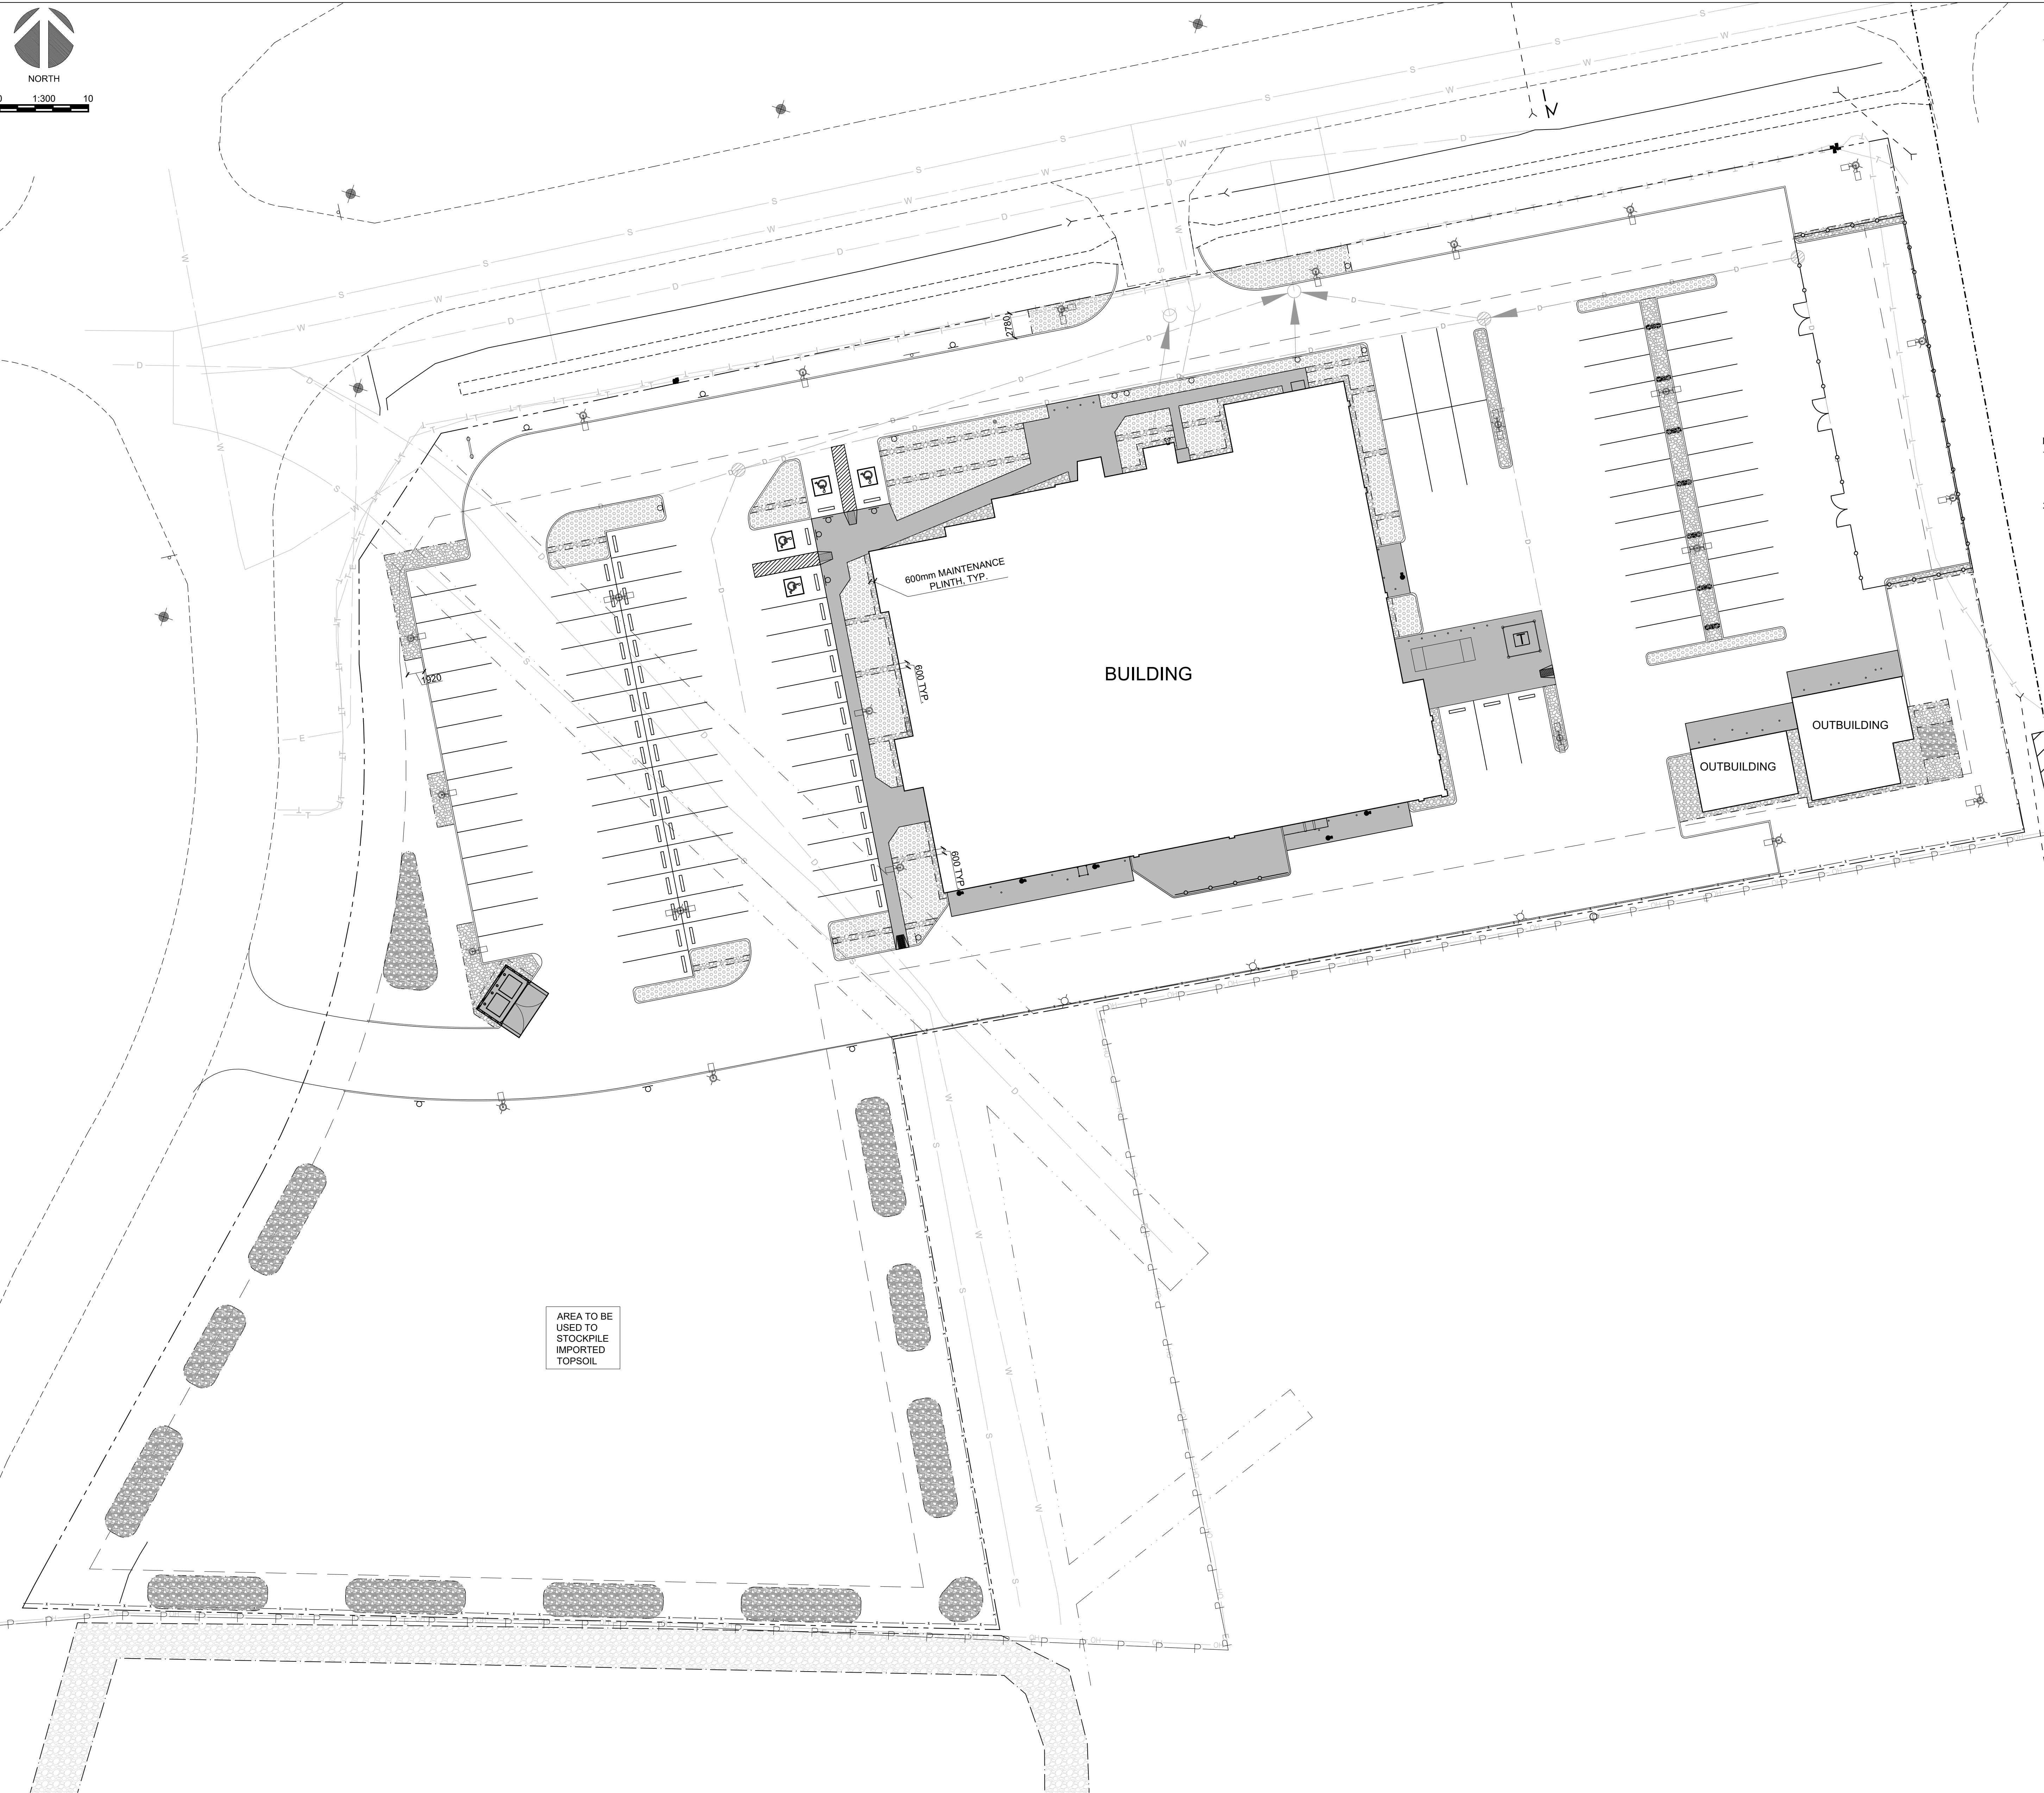 NORTH
0 1:300 10
2780
600mm MAINTENANCE
PLINTH, TYP.
600 TYP.
1920
BUILDING
T
OUTBUILDING
OUTBUILDING
600 TYP.
AREA TO BE
USED TO
STOCKPILE
IMPORTED
TOPSOIL